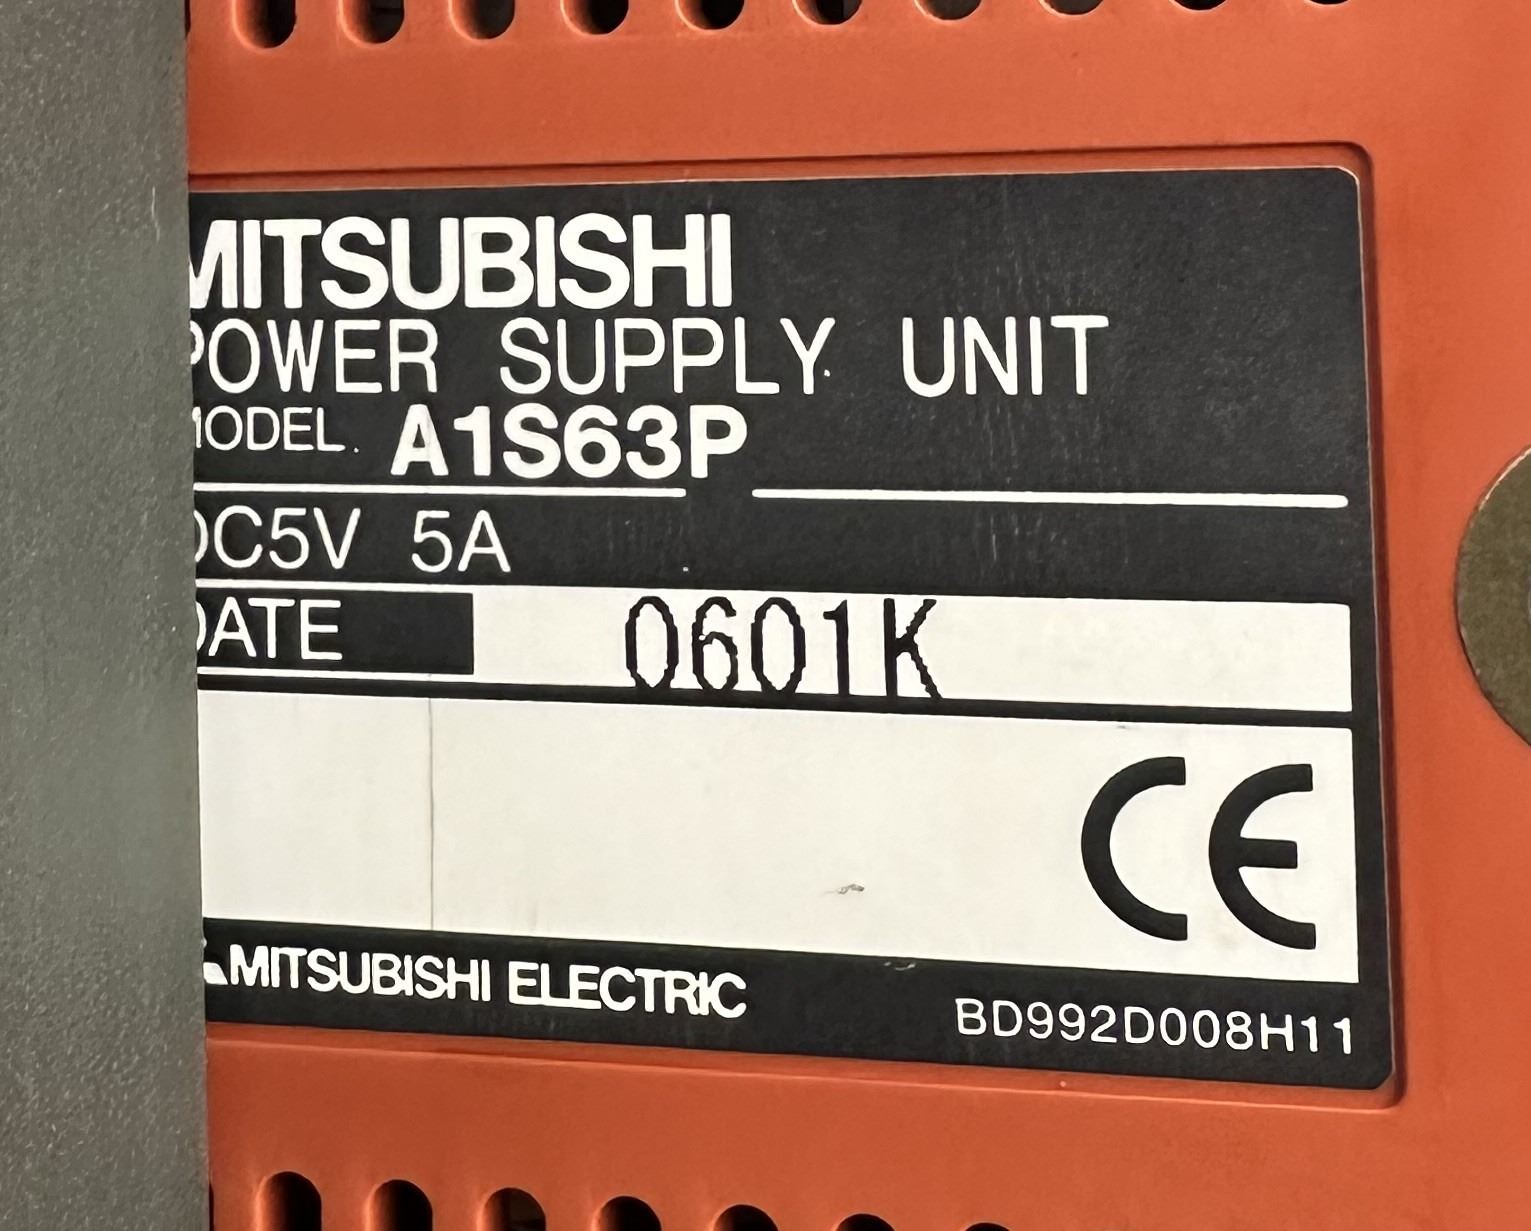 MITSUBISHI
POWER SUPPLY UNIT
MODEL. A1S63P
DC5V 5A
DATE 0601K
CE
MITSUBISHI ELECTRIC
BD992D008H11